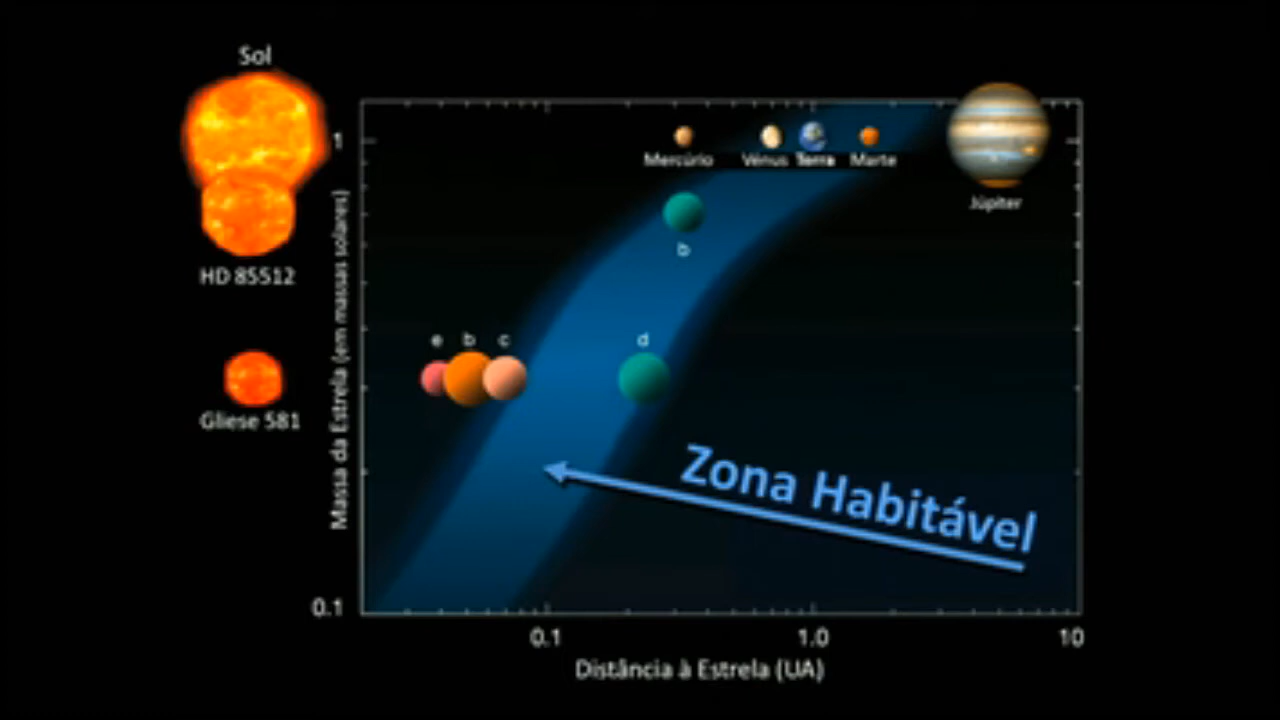 Sol
HD 85512
Gliese 581
Massa da Estrela (em massas solares)
1
0.1
Mercúrio Vénus Terra Marte
Júpiter
b
e b c d
Zona Habitável
0.1 1.0 10
Distância à Estrela (UA)